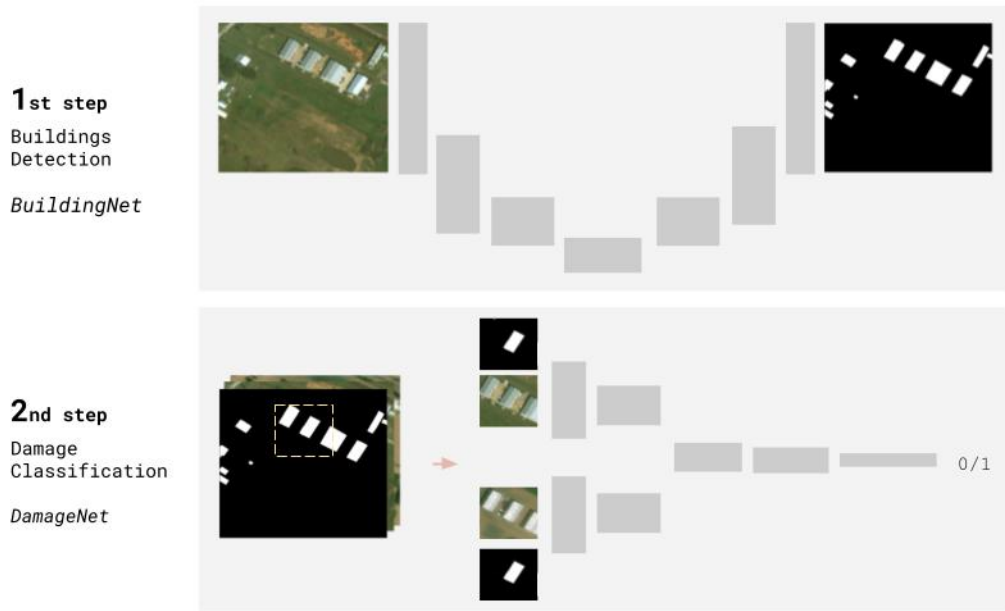 1st step
Buildings
Detection
BuildingNet
2nd step
Damage
Classification
DamageNet
0/1